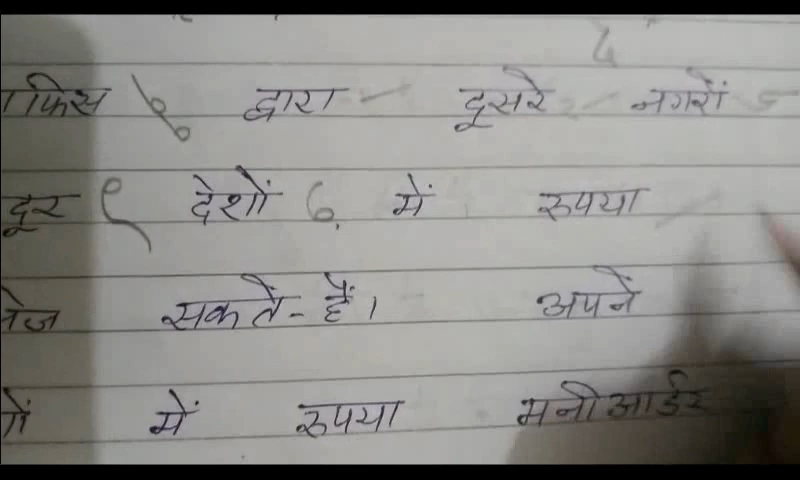 द्वारा दूसरे नगरों
दूर देशों में रुपया
सकते हैं। अपने
में रुपया मनीआर्डर